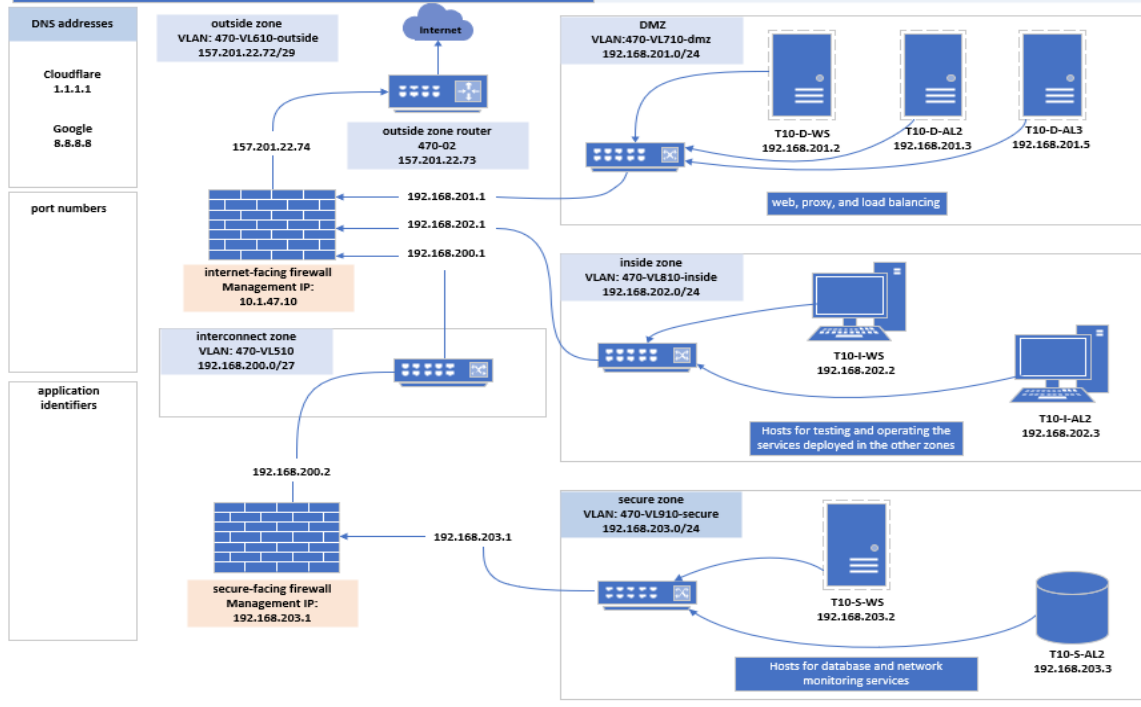 DNS addresses
Cloudflare
1.1.1.1
Google
8.8.8.8
port numbers
application
identifiers
outside zone
VLAN: 470-VL610-outside
157.201.22.72/29
Internet
outside zone router
470-02
157.201.22.73
157.201.22.74
192.168.201.1
192.168.202.1
192.168.200.1
internet-facing firewall
Management IP:
10.1.47.10
interconnect zone
VLAN: 470-VL510
192.168.200.0/27
192.168.200.2
192.168.203.1
secure-facing firewall
Management IP:
192.168.203.1
DMZ
VLAN:470-VL710-dmz
192.168.201.0/24
T10-D-WS
192.168.201.2
T10-D-AL2
192.168.201.3
T10-D-AL3
192.168.201.5
web, proxy, and load balancing
inside zone
VLAN: 470-VL810-inside
192.168.202.0/24
T10-I-WS
192.168.202.2
T10-I-AL2
192.168.202.3
Hosts for testing and operating the
services deployed in the other zones
secure zone
VLAN: 470-VL910-secure
192.168.203.0/24
T10-S-WS
192.168.203.2
T10-S-AL2
192.168.203.3
Hosts for database and network
monitoring services